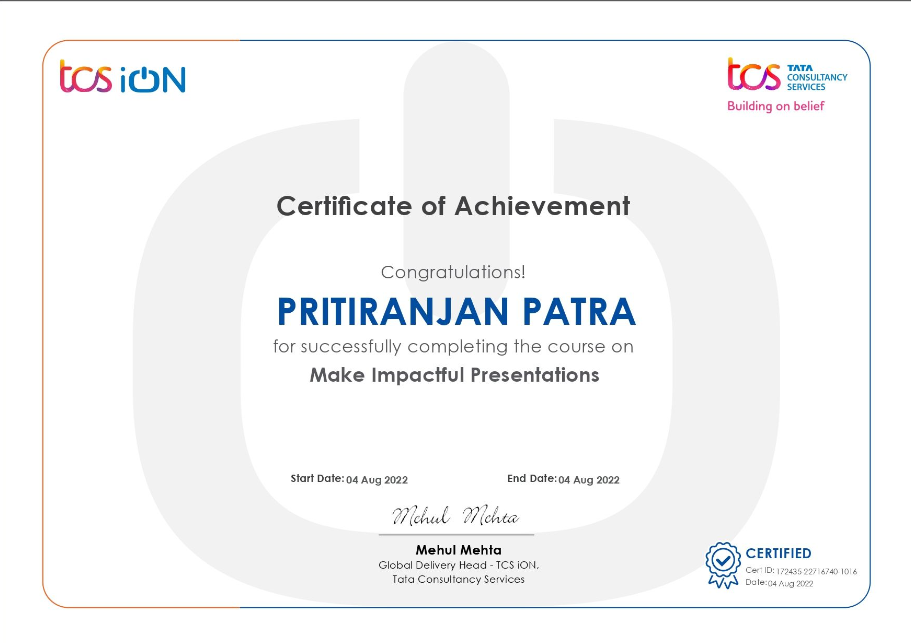 tcs iON
tcs TATA
CONSULTANCY
SERVICES
Building on belief
Certificate of Achievement
Congratulations!
PRITIRANJAN PATRA
for successfully completing the course on
Make Impactful Presentations
Start Date: 04 Aug 2022
End Date: 04 Aug 2022
Mehul Mehta
Mehul Mehta
Global Delivery Head - TCS iON,
Tata Consultancy Services
CERTIFIED
Cert ID: 172435-22716740-1016
Date: 04 Aug 2022